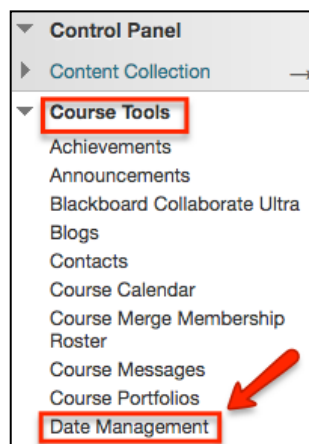 Control Panel
Content Collection
Course Tools
Achievements
Announcements
Blackboard Collaborate Ultra
Blogs
Contacts
Course Calendar
Course Merge Membership
Roster
Course Messages
Course Portfolios
Date Management